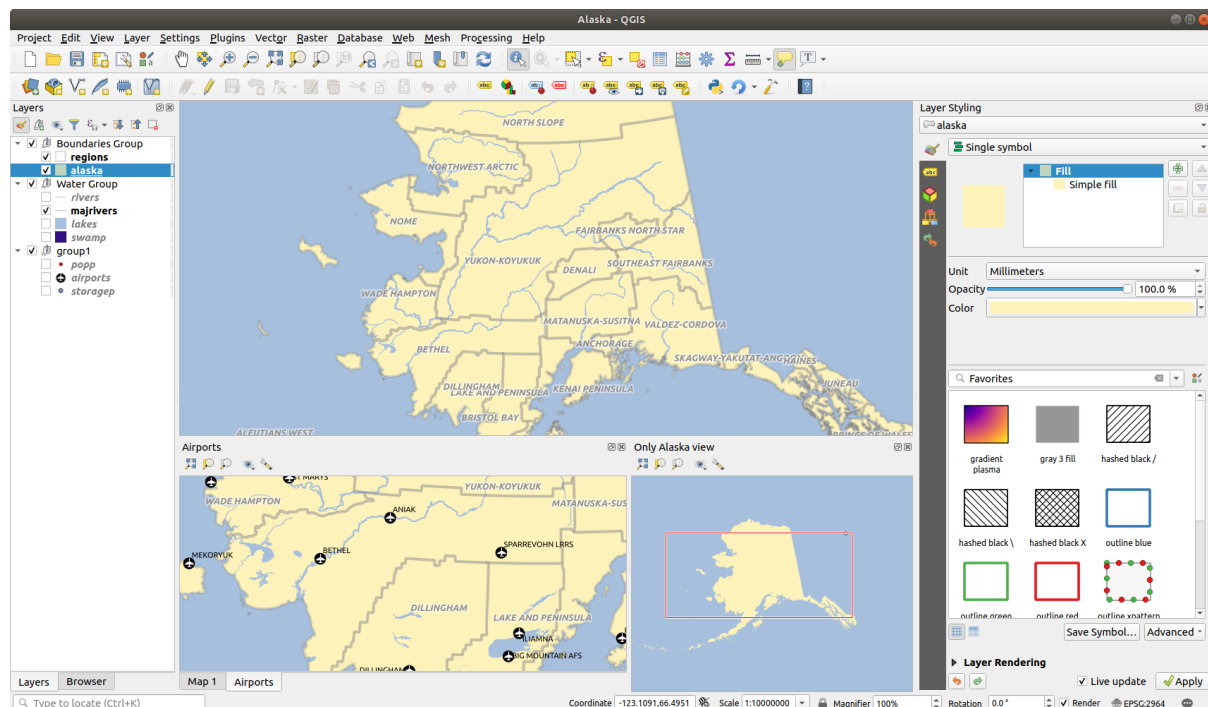 Alaska - QGIS
Project Edit View Layer Settings Plugins Vector Raster Database Web Mesh Processing Help
Layers
Boundaries Group
regions
alaska
Water Group
rivers
majrivers
lakes
swamp
group1
popp
airports
storagep
Layers Browser
NORTH SLOPE
NORTHWEST ARCTIC
NOME
FAIRBANKS NORTH STAR
YUKON-KOYUKUK
SOUTHEAST FAIRBANKS
DENALI
WADE HAMPTON
MATANUSKA-SUSITNA
VALDEZ-CORDOVA
BETHEL
ANCHORAGE
SKAGWAY-YAKUTAT-ANGOON
HAINES
DILLINGHAM
LAKE AND PENINSULA
KENAI PENINSULA
JUNEAU
BRISTOL BAY
ALEUTIANS WEST
PRINCE OF WALES
Airports
ST MARYS
YUKON-KOYUKUK
WADE HAMPTON
MATANUSKA-SUS
ANIAK
SPARREVOHN LRRS
MEKORYUK
BETHEL
DILLINGHAM
LAKE AND PENINSULA
ILIAMNA
BIG MOUNTAIN AFS
DILLINGHAM
Map 1 Airports
Only Alaska view
Layer Styling
alaska
Single symbol
Fill
Simple fill
Unit Millimeters
Opacity 100.0 %
Color
Favorites
gradient plasma
gray 3 fill
hashed black /
hashed black \
hashed black X
outline blue
outline green
outline red
outline xpattern
Save Symbol... Advanced
Layer Rendering
Live update Apply
Type to locate (Ctrl+K)
Coordinate -123.1091,66.4951 Scale 1:10000000 Magnifier 100% Rotation 0.0° Render EPSG:2964